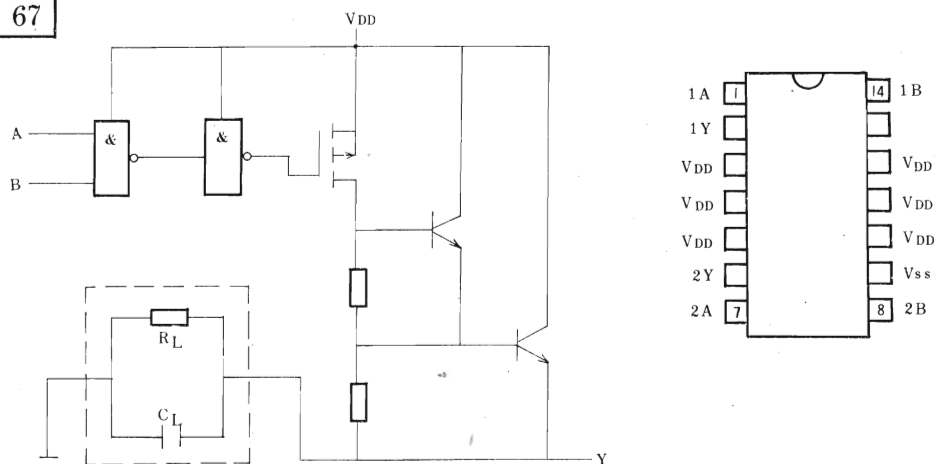 67
VDD
A
&
&
B
RL
CL
Y
1A 1 14 1B
1Y
VDD VDD
VDD VDD
VDD VDD
2Y Vss
2A 7 8 2B